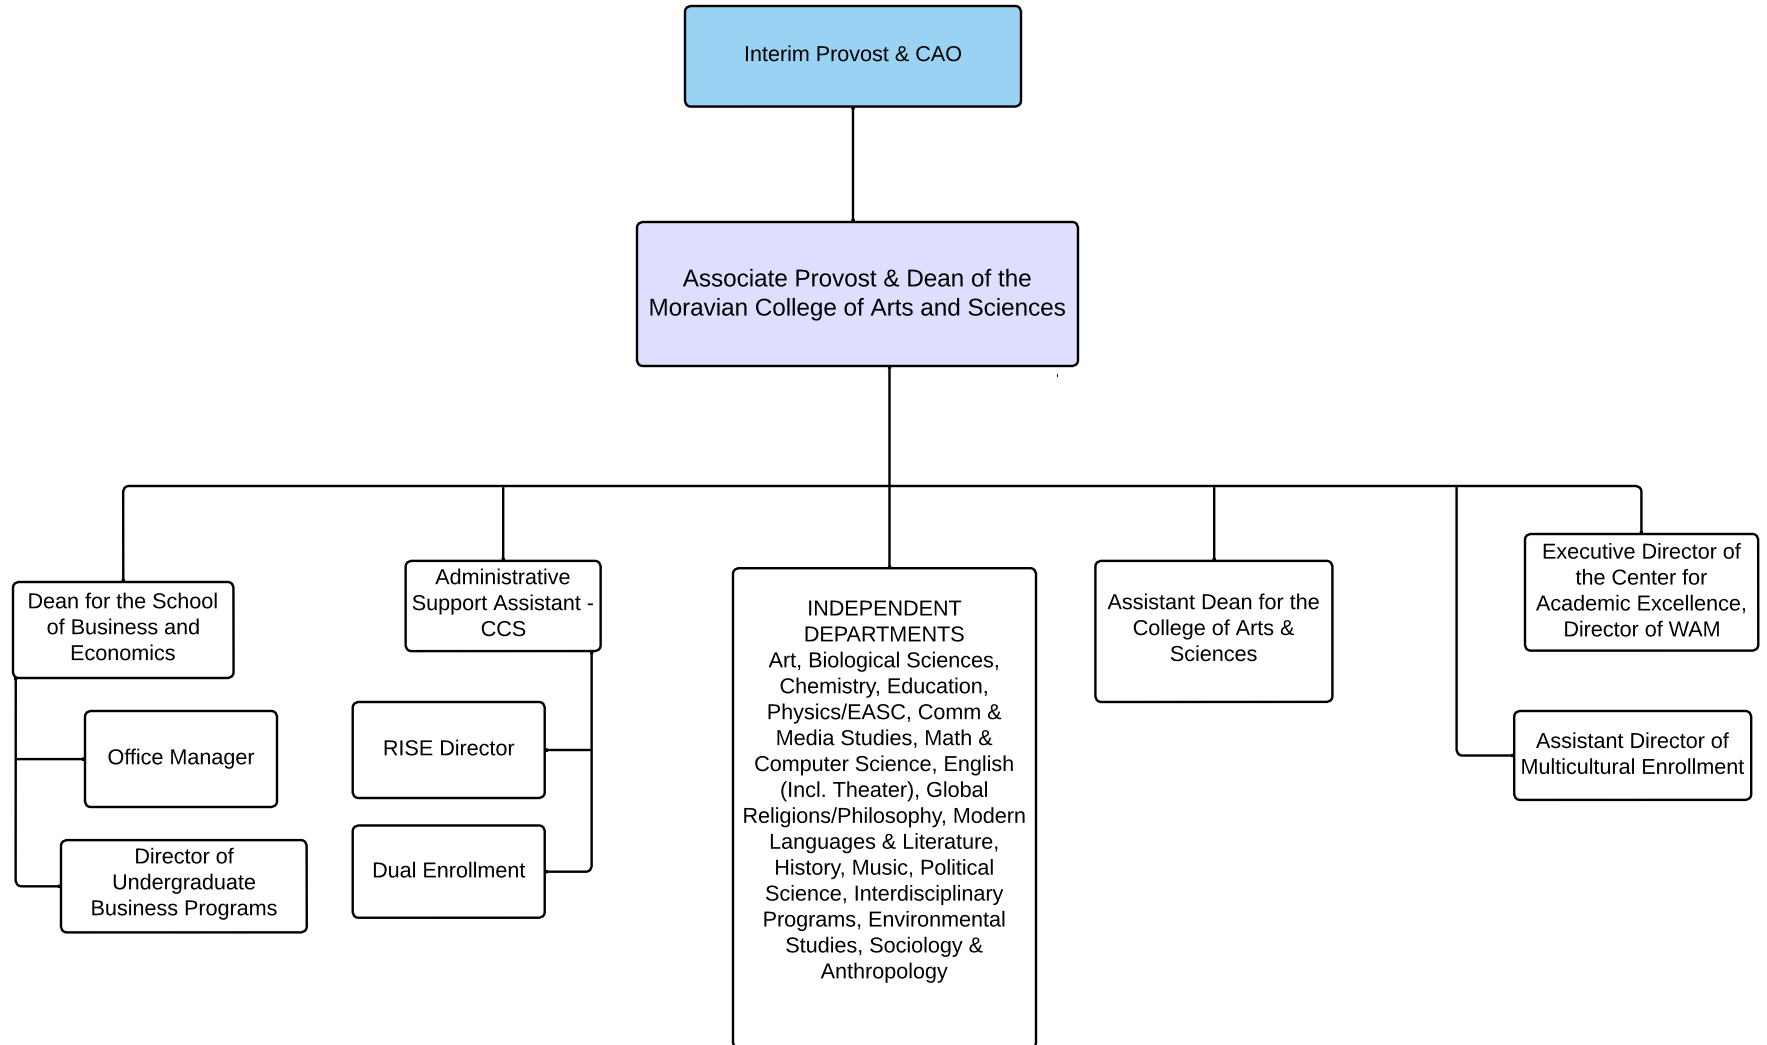 Interim Provost & CAO
Associate Provost & Dean of the
Moravian College of Arts and Sciences
Dean for the School
of Business and
Economics
Office Manager
Director of
Undergraduate
Business Programs
Administrative
Support Assistant -
CCS
RISE Director
Dual Enrollment
INDEPENDENT
DEPARTMENTS
Art, Biological Sciences,
Chemistry, Education,
Physics/EASC, Comm &
Media Studies, Math &
Computer Science, English
(Incl. Theater), Global
Religions/Philosophy, Modern
Languages & Literature,
History, Music, Political
Science, Interdisciplinary
Programs, Environmental
Studies, Sociology &
Anthropology
Assistant Dean for the
College of Arts &
Sciences
Executive Director of
the Center for
Academic Excellence,
Director of WAM
Assistant Director of
Multicultural Enrollment